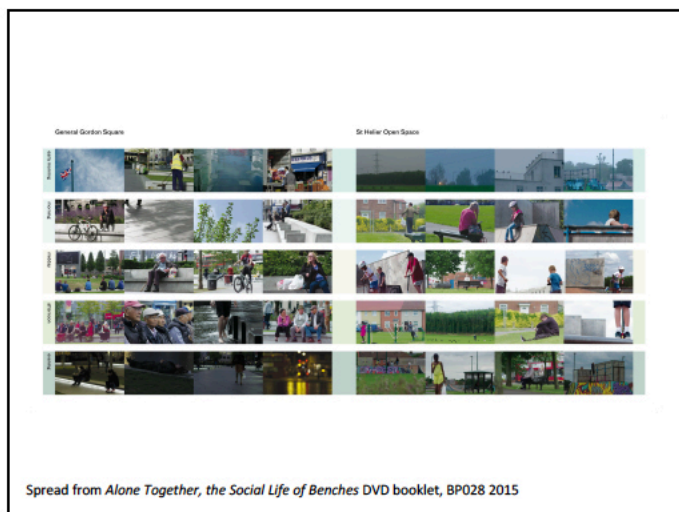 General Gordon Square
St Helier Open Space
Spread from Alone Together, the Social Life of Benches DVD booklet, BP028 2015